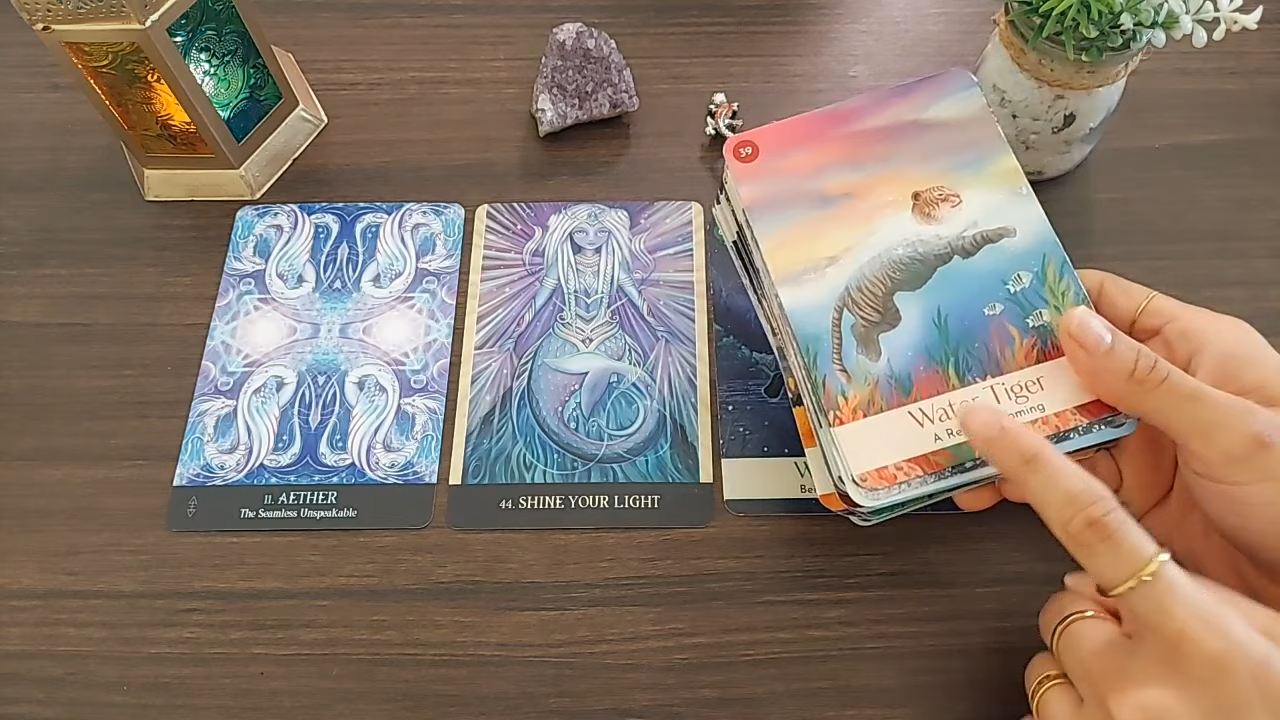 11. AETHER
The Seamless Unspeakable
44. SHINE YOUR LIGHT
39
Water Tiger
A